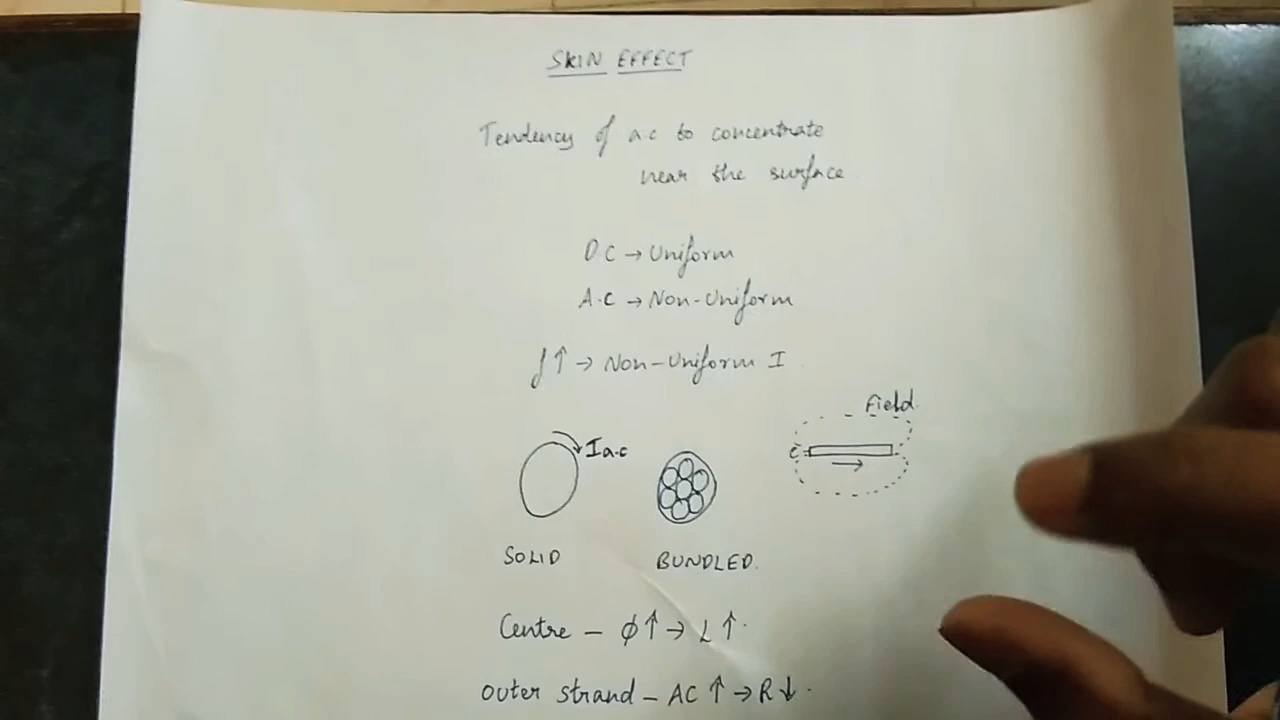 SKIN EFFECT
Tendency of a.c to concentrate
near the surface
DC → Uniform
A.C → Non-Uniform
f↑ → Non-Uniform I
Field
I a.c
SOLID
BUNDLED.
Centre - φ↑ → L↑.
outer strand - AC↑ → R↓.